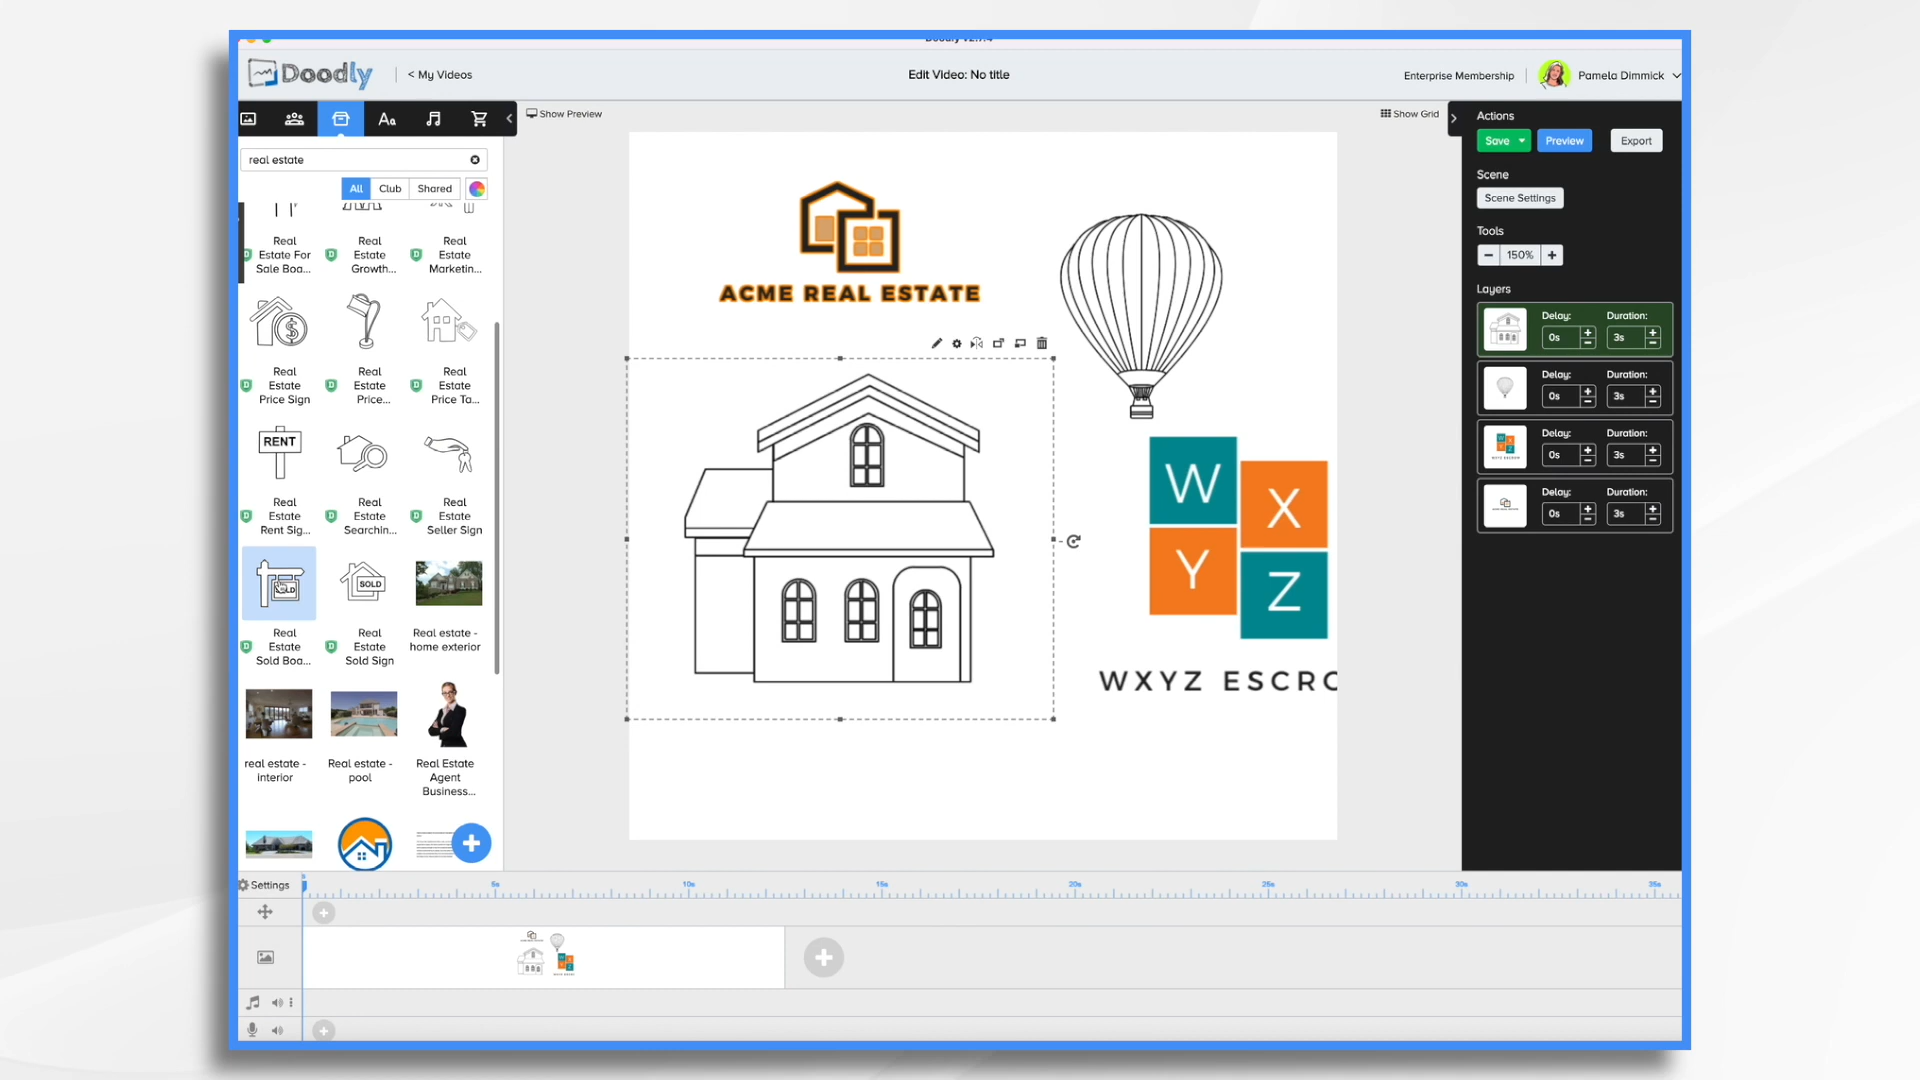 Doodly v2.7.4
Doodly
< My Videos
Edit Video: No title
Enterprise Membership
Pamela Dimmick
Aa
Show Preview
Show Grid
real estate
All
Club
Shared
Real
Estate For
Sale Boa...
Real
Estate
Growth...
Real
Estate
Marketin...
Real
Estate
Price Sign
Real
Estate
Price...
Real
Estate
Price Ta...
RENT
Real
Estate
Rent Sig...
Real
Estate
Searchin...
Real
Estate
Seller Sign
SOLD
Real
Estate
Sold Boa...
Real
Estate
Sold Sign
Real estate -
home exterior
real estate -
interior
Real estate -
pool
Real Estate
Agent
Business...
ACME REAL ESTATE
W
X
Y
Z
WXYZ ESCRO
Actions
Save
Preview
Export
Scene
Scene Settings
Tools
150%
Layers
Delay:
Duration:
0s
3s
Delay:
Duration:
0s
3s
Delay:
Duration:
0s
3s
Delay:
Duration:
0s
3s
Settings
5s
10s
15s
20s
25s
30s
35s